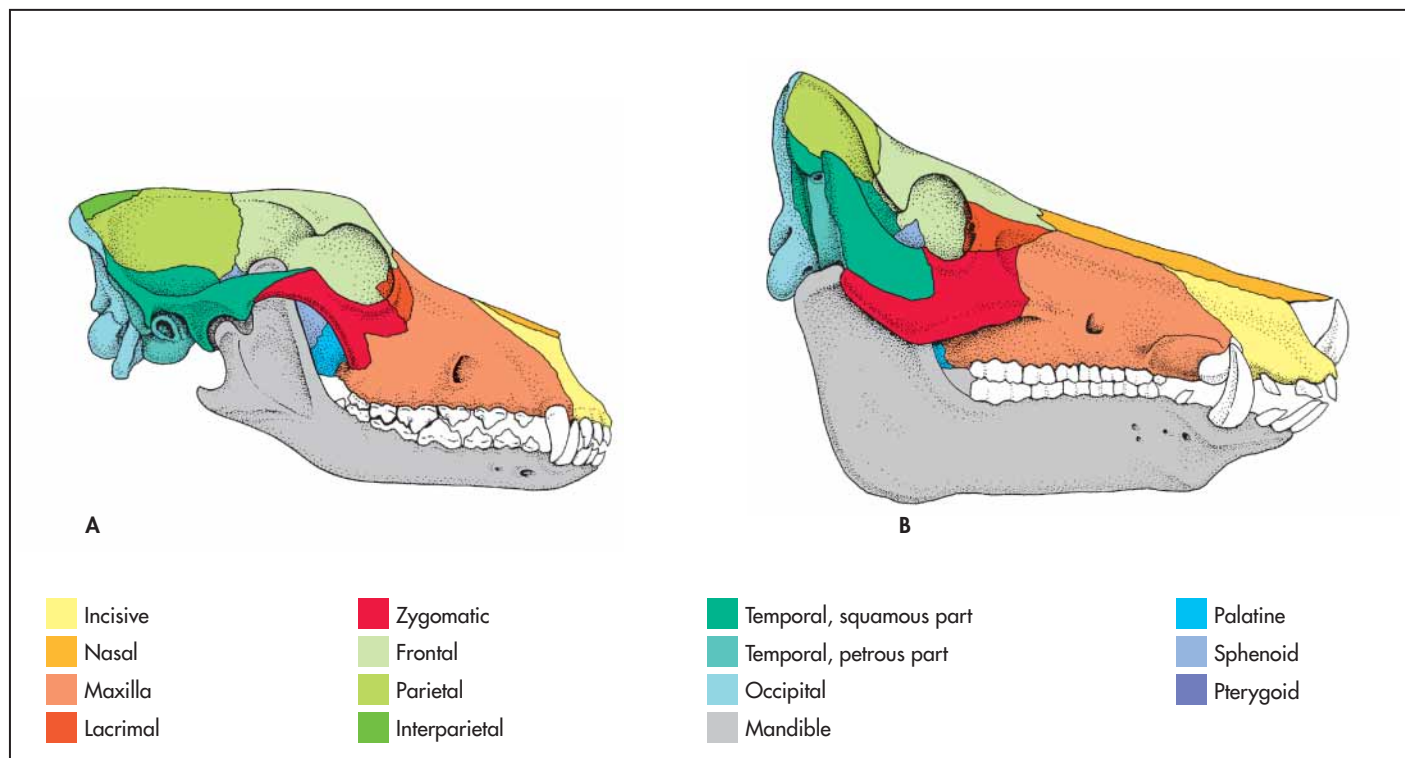 A
B
Incisive
Nasal
Maxilla
Lacrimal
Zygomatic
Frontal
Parietal
Interparietal
Temporal, squamous part
Temporal, petrous part
Occipital
Mandible
Palatine
Sphenoid
Pterygoid